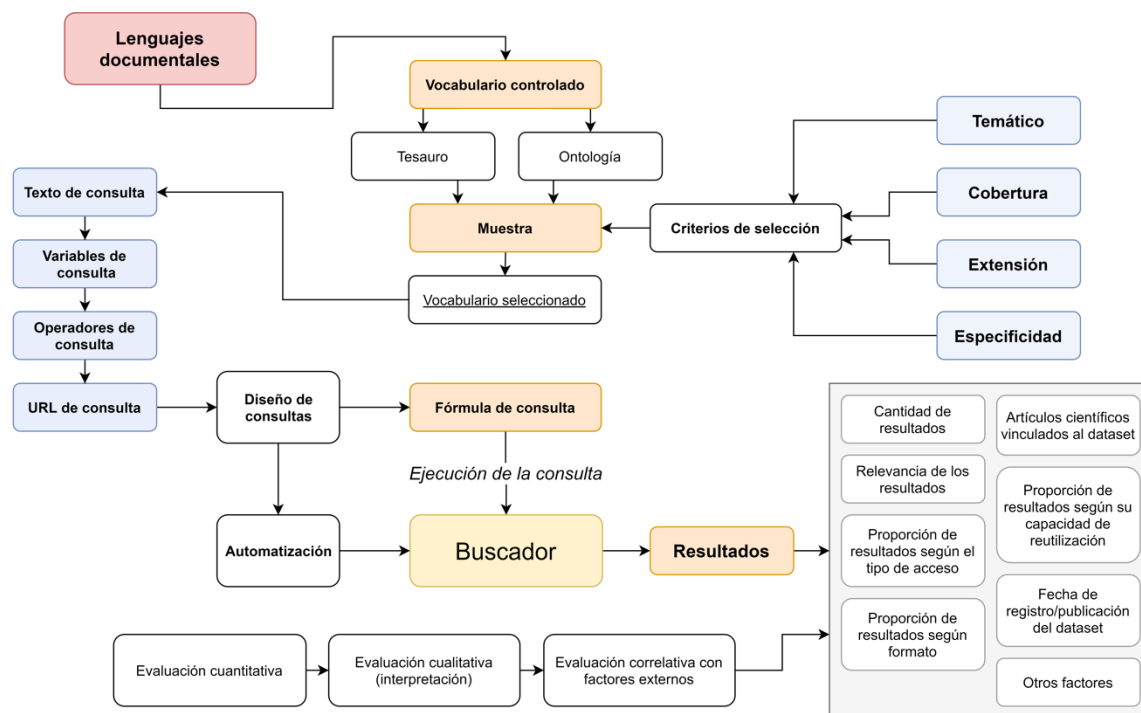 Lenguajes
documentales
Vocabulario controlado
Tesauro
Ontología
Muestra
Vocabulario seleccionado
Criterios de selección
Temático
Cobertura
Extensión
Especificidad
Texto de consulta
Variables de
consulta
Operadores de
consulta
URL de consulta
Diseño de
consultas
Fórmula de consulta
Ejecución de la consulta
Automatización
Buscador
Resultados
Cantidad de
resultados
Relevancia de los
resultados
Proporción de
resultados según el
tipo de acceso
Proporción de
resultados según
formato
Artículos científicos
vinculados al dataset
Proporción de
resultados según su
capacidad de
reutilización
Fecha de
registro/publicación
del dataset
Otros factores
Evaluación cuantitativa
Evaluación cualitativa
(interpretación)
Evaluación correlativa con
factores externos